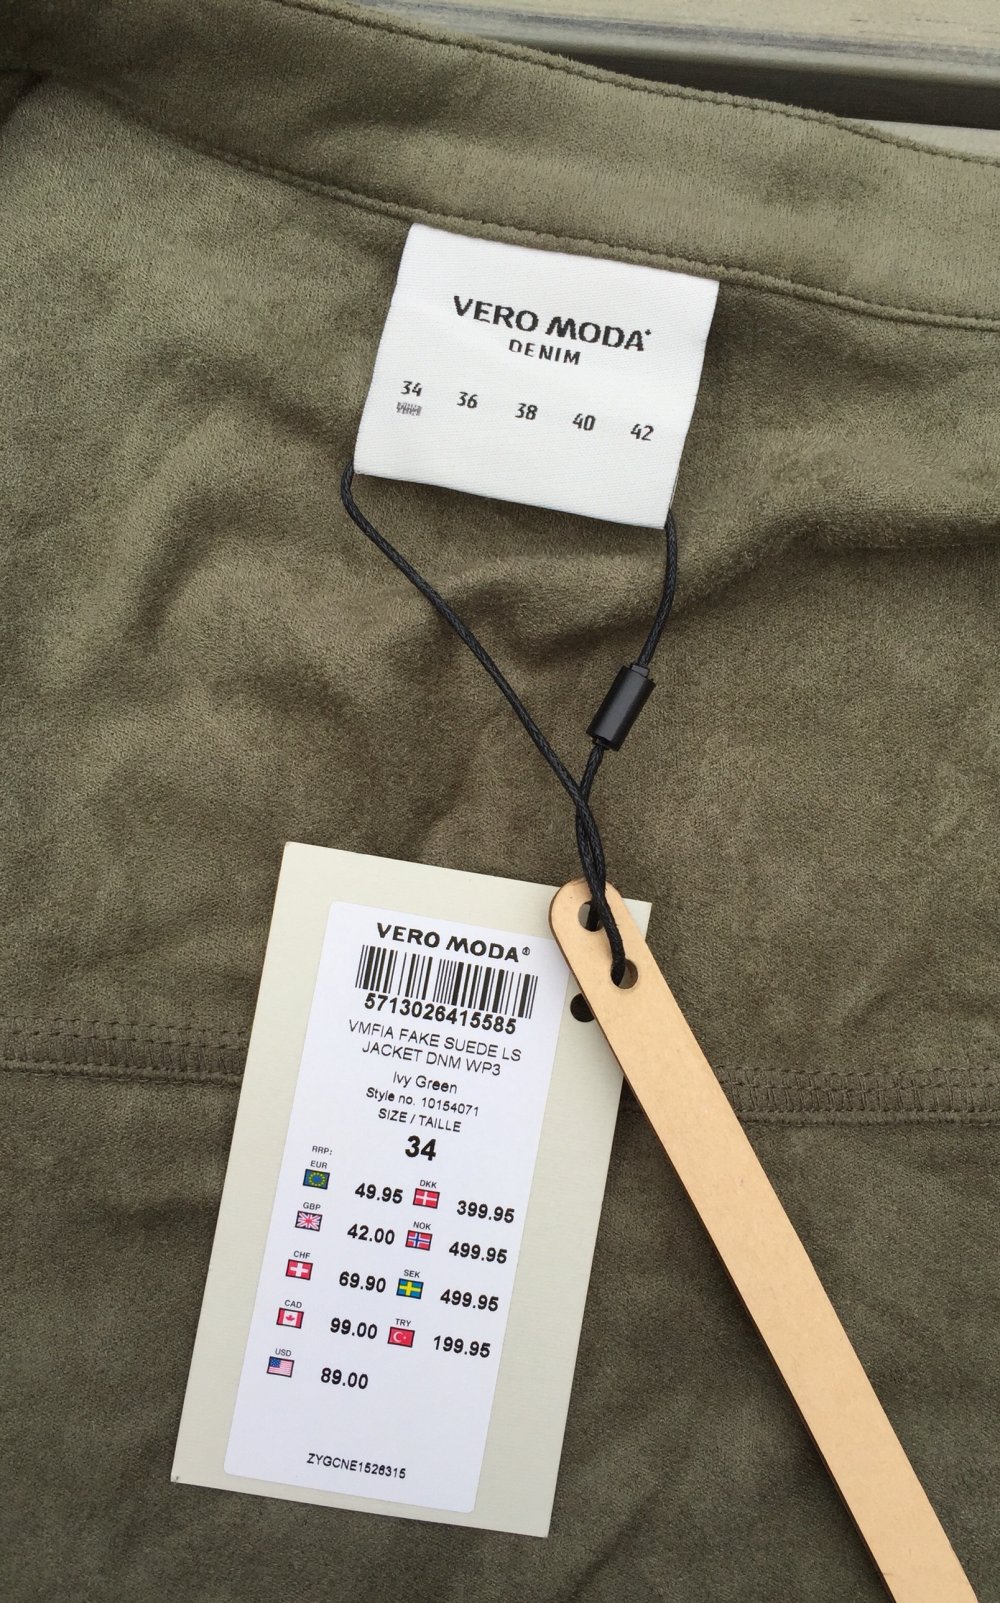 VERO MODA
DENIM
34 36 38 40 42
VERO MODA®
5713026415585
VMFIA FAKE SUEDE LS
JACKET DNM WP3
Ivy Green
Style no. 10154071
SIZE / TAILLE
34
RRP:
EUR 49.95 DKK 399.95
GBP 42.00 NOK 499.95
CHF 69.90 SEK 499.95
CAD 99.00 TRY 199.95
USD 89.00
ZYGCNE1526315